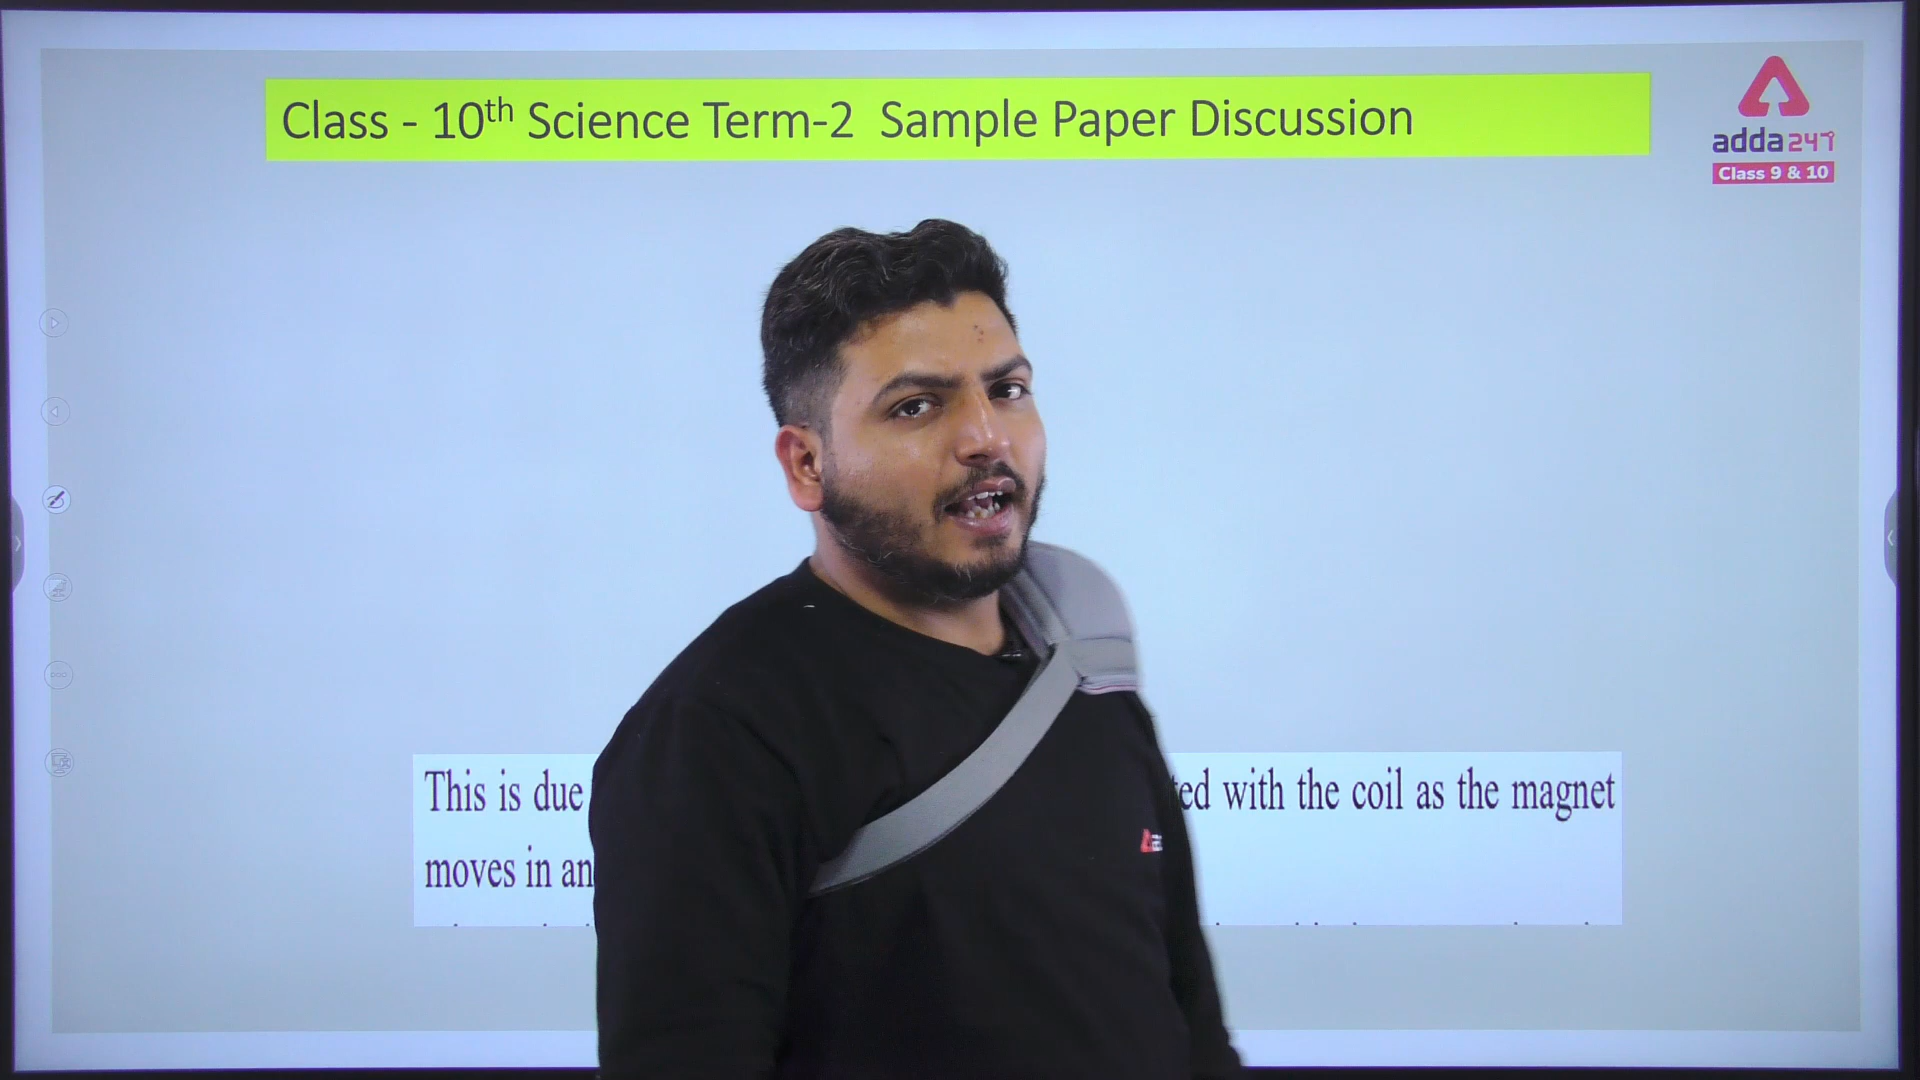 Class - 10th Science Term-2 Sample Paper Discussion
adda247
Class 9 & 10
This is due
with the coil as the magnet
moves in an